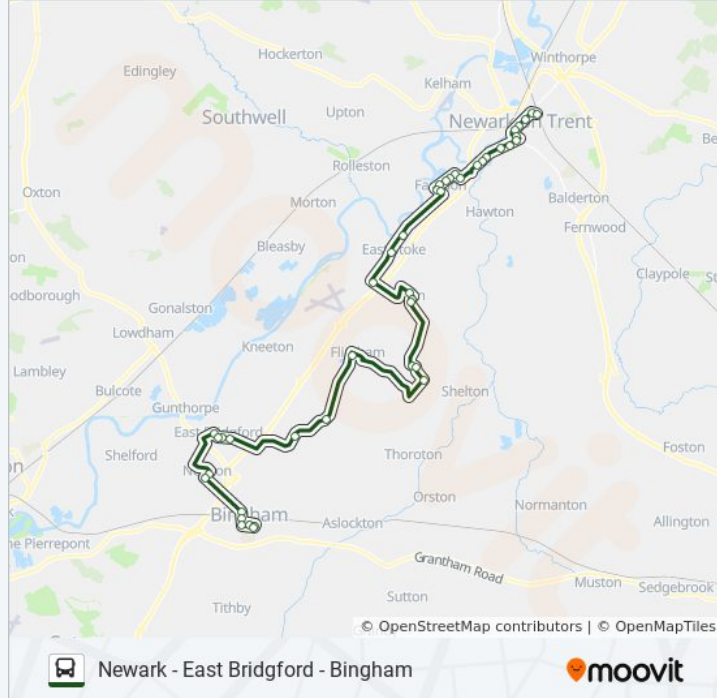 Hockerton
Winthorpe
Edingley
Kelham
Southwell
Upton
Newark on Trent
Rolleston
Oxton
Morton
Hawton
Balderton
Fernwood
Bleasby
East Stoke
Claypole
Gonalston
Lowdham
Kneeton
Flintham
Lambley
Bulcote
Shelton
Gunthorpe
East Bridgford
Shelford
Thoroton
Foston
Orston
Normanton
Bingham
Aslockton
Allington
Grantham Road
Muston
Sedgebrook
Sutton
Tithby
© OpenStreetMap contributors | © OpenMapTiles
Newark - East Bridgford - Bingham
moovit